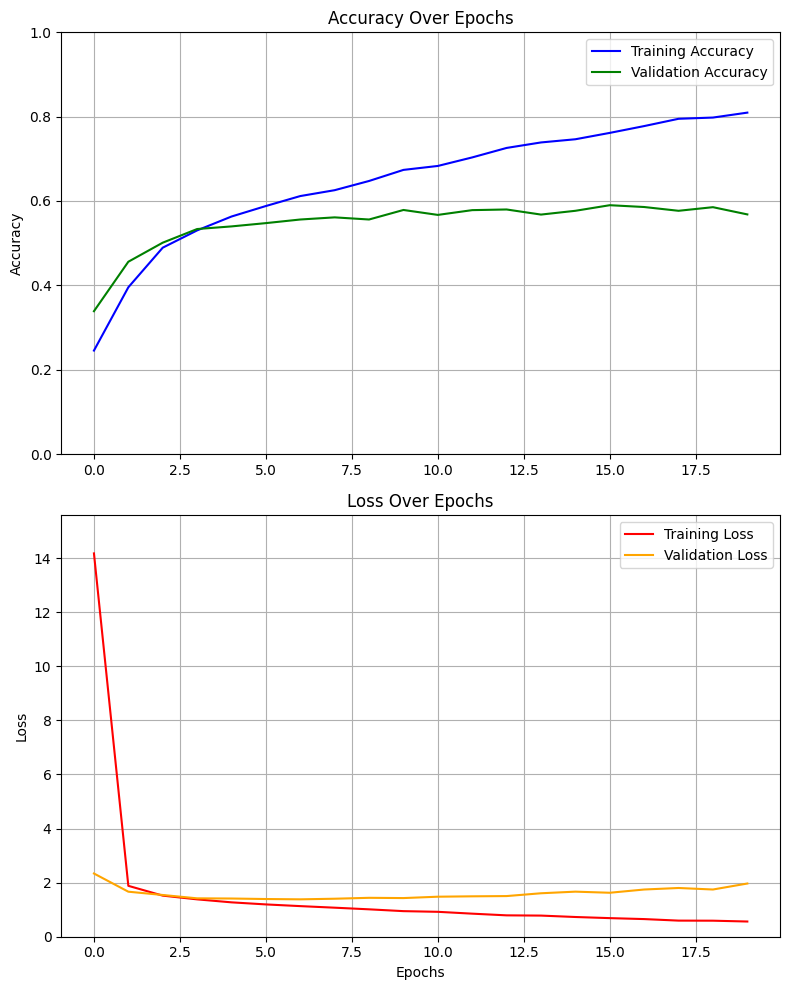 Accuracy Over Epochs
Training Accuracy
Validation Accuracy
Accuracy
1.0
0.8
0.6
0.4
0.2
0.0
0.0 2.5 5.0 7.5 10.0 12.5 15.0 17.5
Loss Over Epochs
Training Loss
Validation Loss
Loss
14
12
10
8
6
4
2
0
0.0 2.5 5.0 7.5 10.0 12.5 15.0 17.5
Epochs